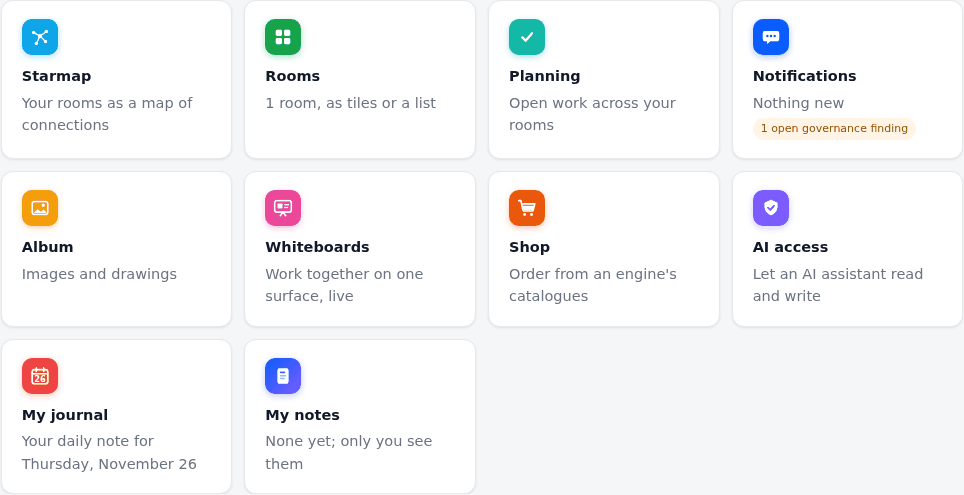 Starmap
Your rooms as a map of
connections
Rooms
1 room, as tiles or a list
Planning
Open work across your
rooms
Notifications
Nothing new
1 open governance finding
Album
Images and drawings
Whiteboards
Work together on one
surface, live
Shop
Order from an engine's
catalogues
AI access
Let an AI assistant read
and write
26
My journal
Your daily note for
Thursday, November 26
My notes
None yet; only you see
them